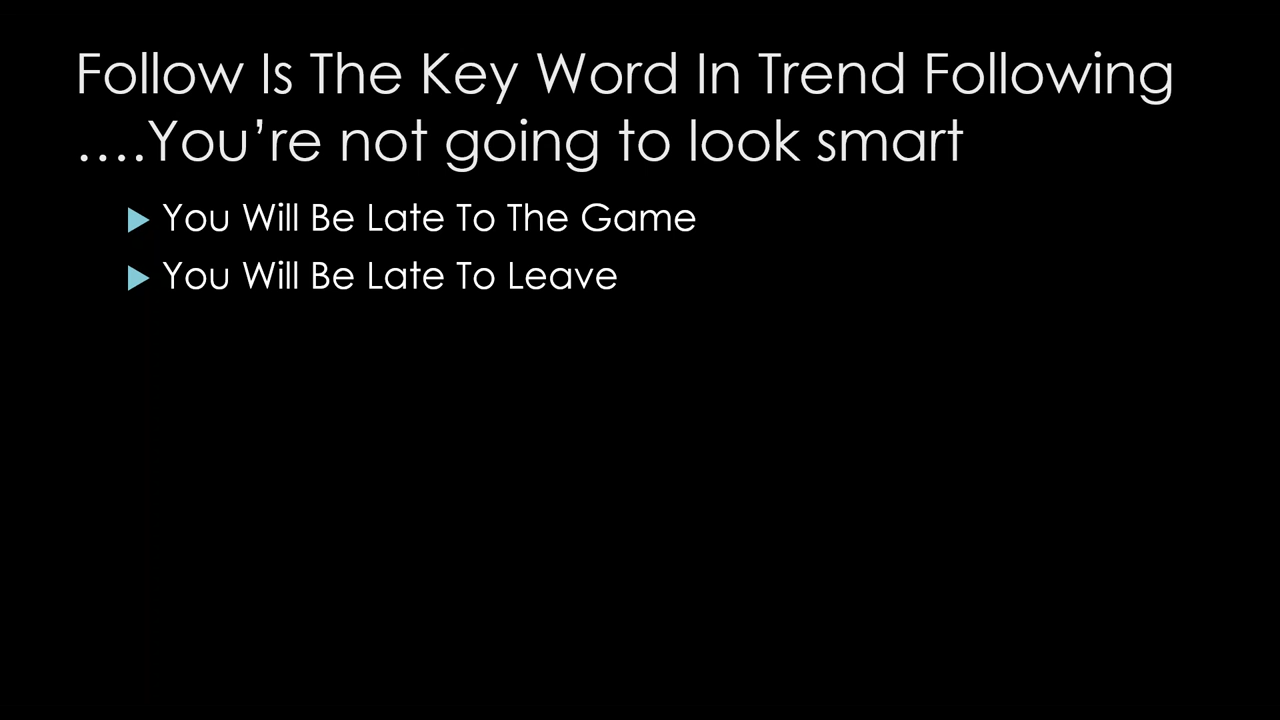 Follow Is The Key Word In Trend Following
….You’re not going to look smart
You Will Be Late To The Game
You Will Be Late To Leave